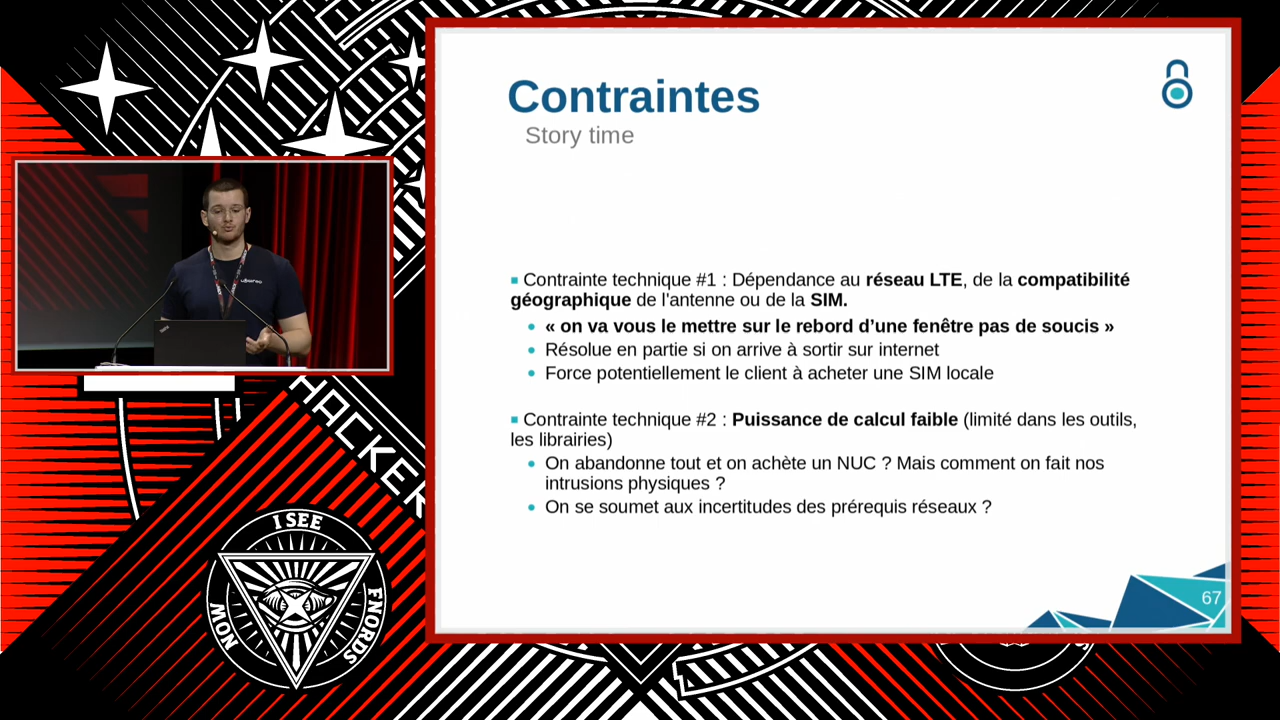 Contraintes
Story time
Contrainte technique #1 : Dépendance au réseau LTE, de la compatibilité
géographique de l'antenne ou de la SIM.
« on va vous le mettre sur le rebord d’une fenêtre pas de soucis »
Résolue en partie si on arrive à sortir sur internet
Force potentiellement le client à acheter une SIM locale
Contrainte technique #2 : Puissance de calcul faible (limité dans les outils,
les librairies)
On abandonne tout et on achète un NUC ? Mais comment on fait nos
intrusions physiques ?
On se soumet aux incertitudes des prérequis réseaux ?
67
HACKER
I SEE
FNORDS
NOW